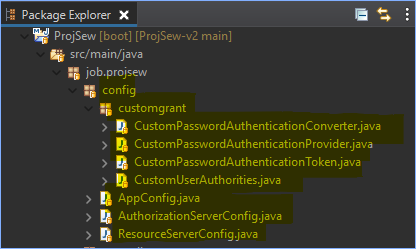 Package Explorer
ProjSew [boot] [ProjSew-v2 main]
src/main/java
job.projsew
config
customgrant
CustomPasswordAuthenticationConverter.java
CustomPasswordAuthenticationProvider.java
CustomPasswordAuthenticationToken.java
CustomUserAuthorities.java
AppConfig.java
AuthorizationServerConfig.java
ResourceServerConfig.java